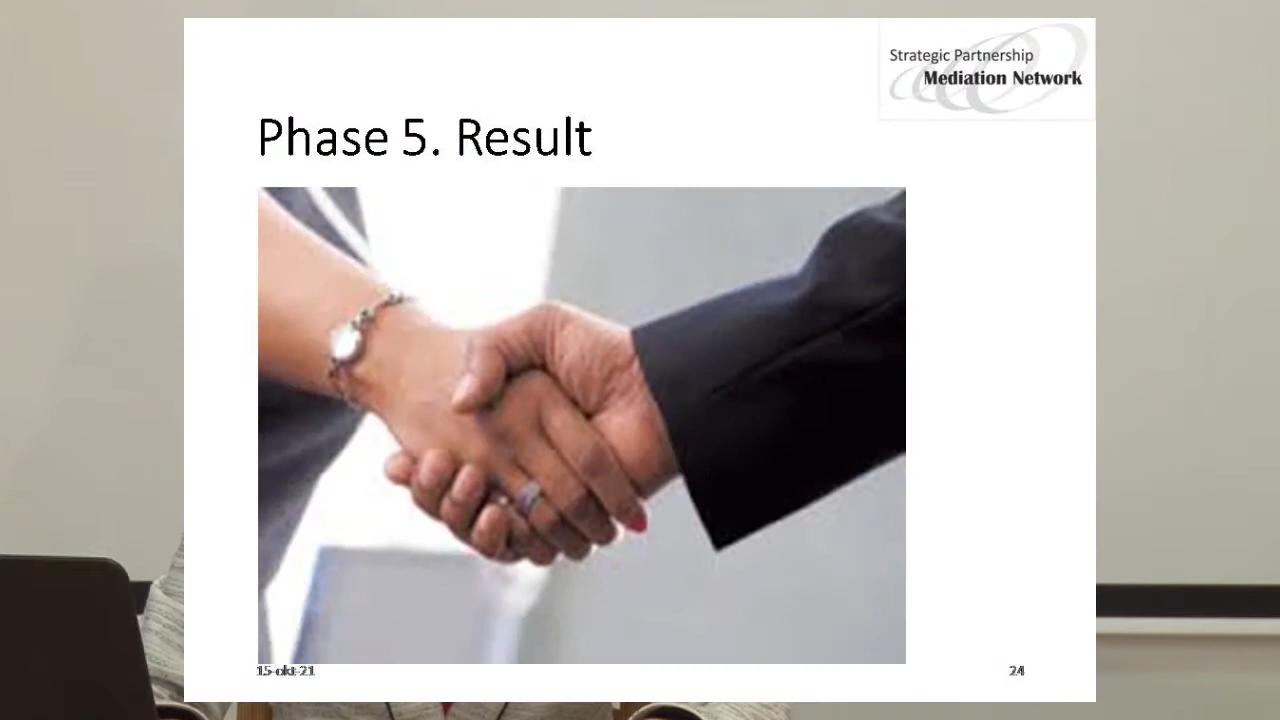 Strategic Partnership
Mediation Network
Phase 5. Result
15-okt-21
24